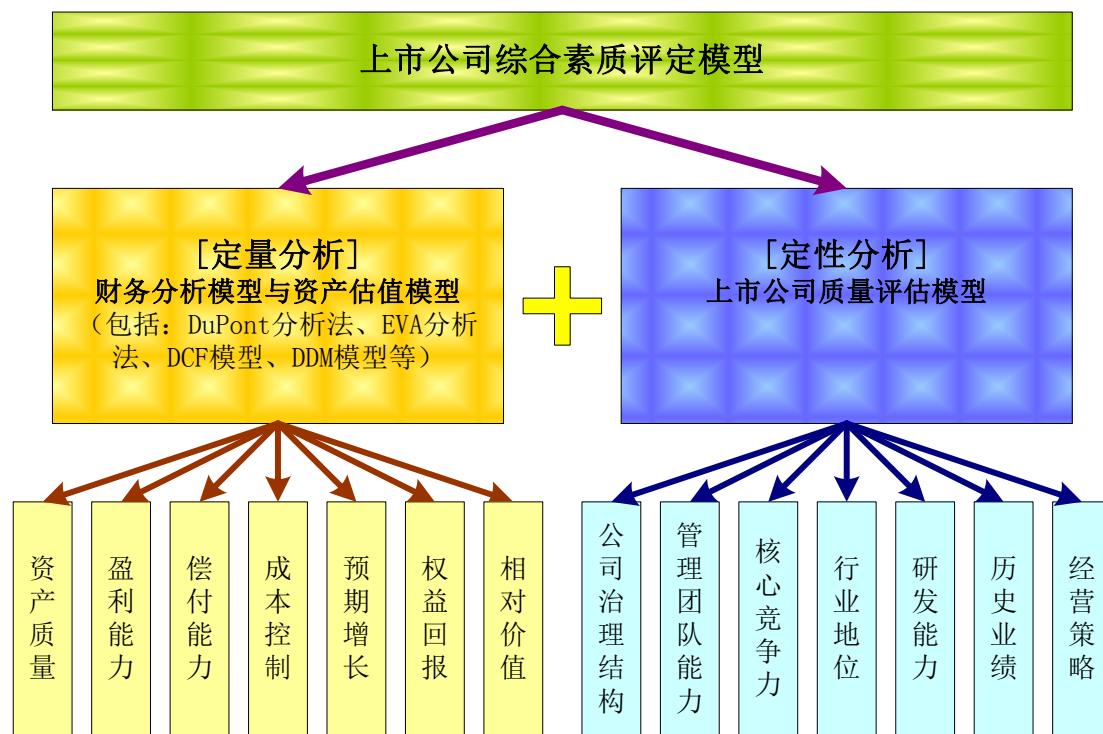 上市公司综合素质评定模型
[定量分析]
财务分析模型与资产估值模型
（包括：DuPont分析法、EVA分析
法、DCF模型、DDM模型等）
[定性分析]
上市公司质量评估模型
资产质量
盈利能力
偿付能力
成本控制
预期增长
权益回报
相对价值
公司治理结构
管理团队能力
核心竞争力
行业地位
研发能力
历史业绩
经营策略